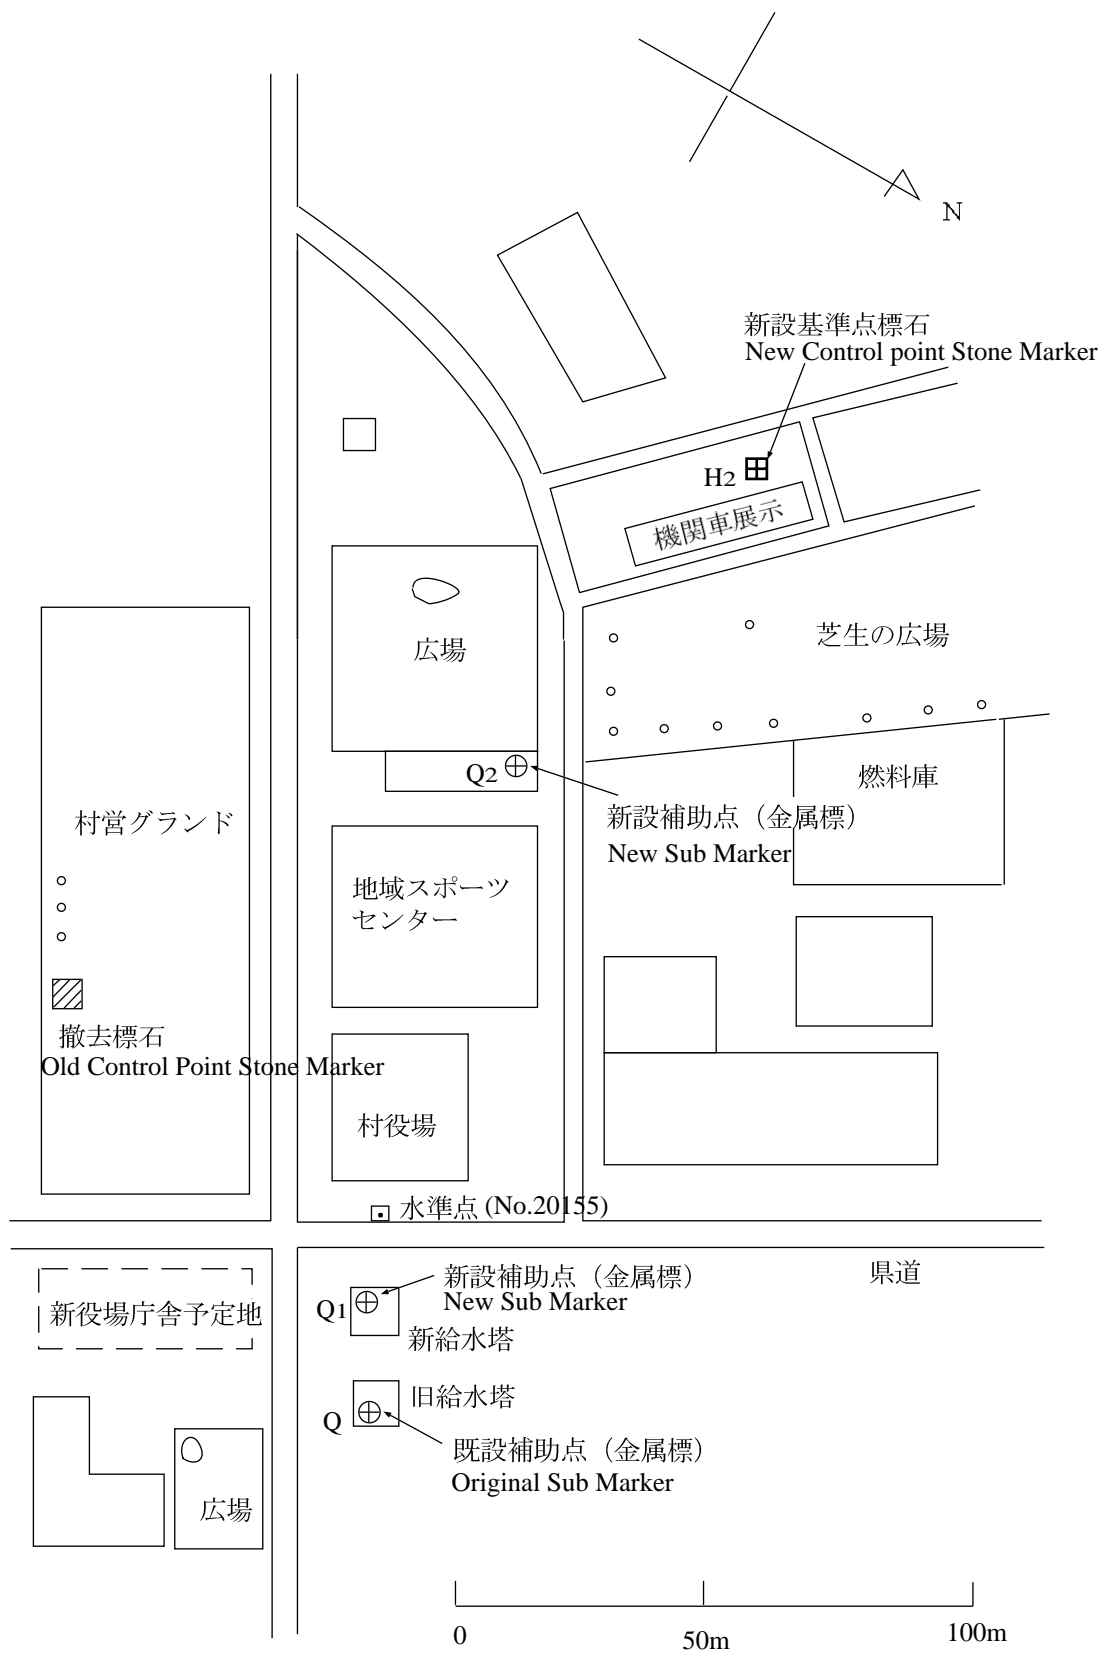 N
新設基準点標石
New Control point Stone Marker
H2
機関車展示
広場
芝生の広場
Q2
燃料庫
新設補助点（金属標）
New Sub Marker
村営グランド
地域スポーツ
センター
撤去標石
Old Control Point Stone Marker
村役場
水準点 (No.20155)
県道
新設補助点（金属標）
New Sub Marker
Q1
新役場庁舎予定地
新給水塔
旧給水塔
Q
既設補助点（金属標）
Original Sub Marker
広場
0
50m
100m